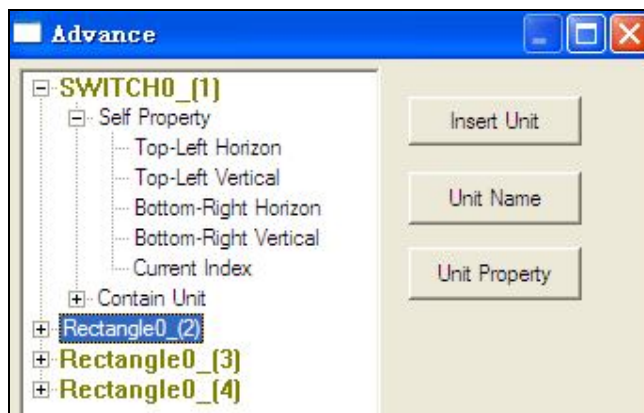 Advance
SWITCH0_(1)
Self Property
Top-Left Horizon
Top-Left Vertical
Bottom-Right Horizon
Bottom-Right Vertical
Current Index
Contain Unit
Rectangle0_(2)
Rectangle0_(3)
Rectangle0_(4)
Insert Unit
Unit Name
Unit Property